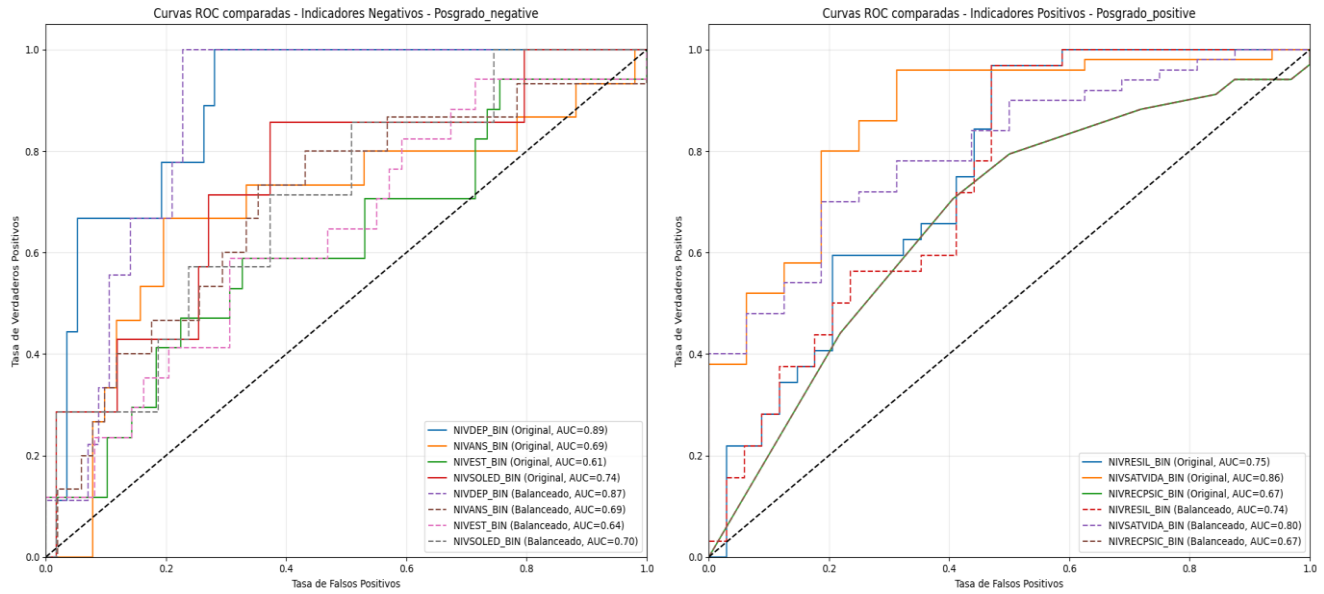 Curvas ROC comparadas - Indicadores Negativos - Posgrado_negative
Tasa de Verdaderos Positivos
1.0
0.8
0.6
0.4
0.2
0.0
NIVDEP_BIN (Original, AUC=0.89)
NIVANS_BIN (Original, AUC=0.69)
NIVEST_BIN (Original, AUC=0.61)
NIVSOLED_BIN (Original, AUC=0.74)
NIVDEP_BIN (Balanceado, AUC=0.87)
NIVANS_BIN (Balanceado, AUC=0.69)
NIVEST_BIN (Balanceado, AUC=0.64)
NIVSOLED_BIN (Balanceado, AUC=0.70)
0.0 0.2 0.4 0.6 0.8 1.0
Tasa de Falsos Positivos
Curvas ROC comparadas - Indicadores Positivos - Posgrado_positive
Tasa de Verdaderos Positivos
1.0
0.8
0.6
0.4
0.2
0.0
NIVRESIL_BIN (Original, AUC=0.75)
NIVSATVIDA_BIN (Original, AUC=0.86)
NIVRECPSIC_BIN (Original, AUC=0.67)
NIVRESIL_BIN (Balanceado, AUC=0.74)
NIVSATVIDA_BIN (Balanceado, AUC=0.80)
NIVRECPSIC_BIN (Balanceado, AUC=0.67)
0.0 0.2 0.4 0.6 0.8 1.0
Tasa de Falsos Positivos